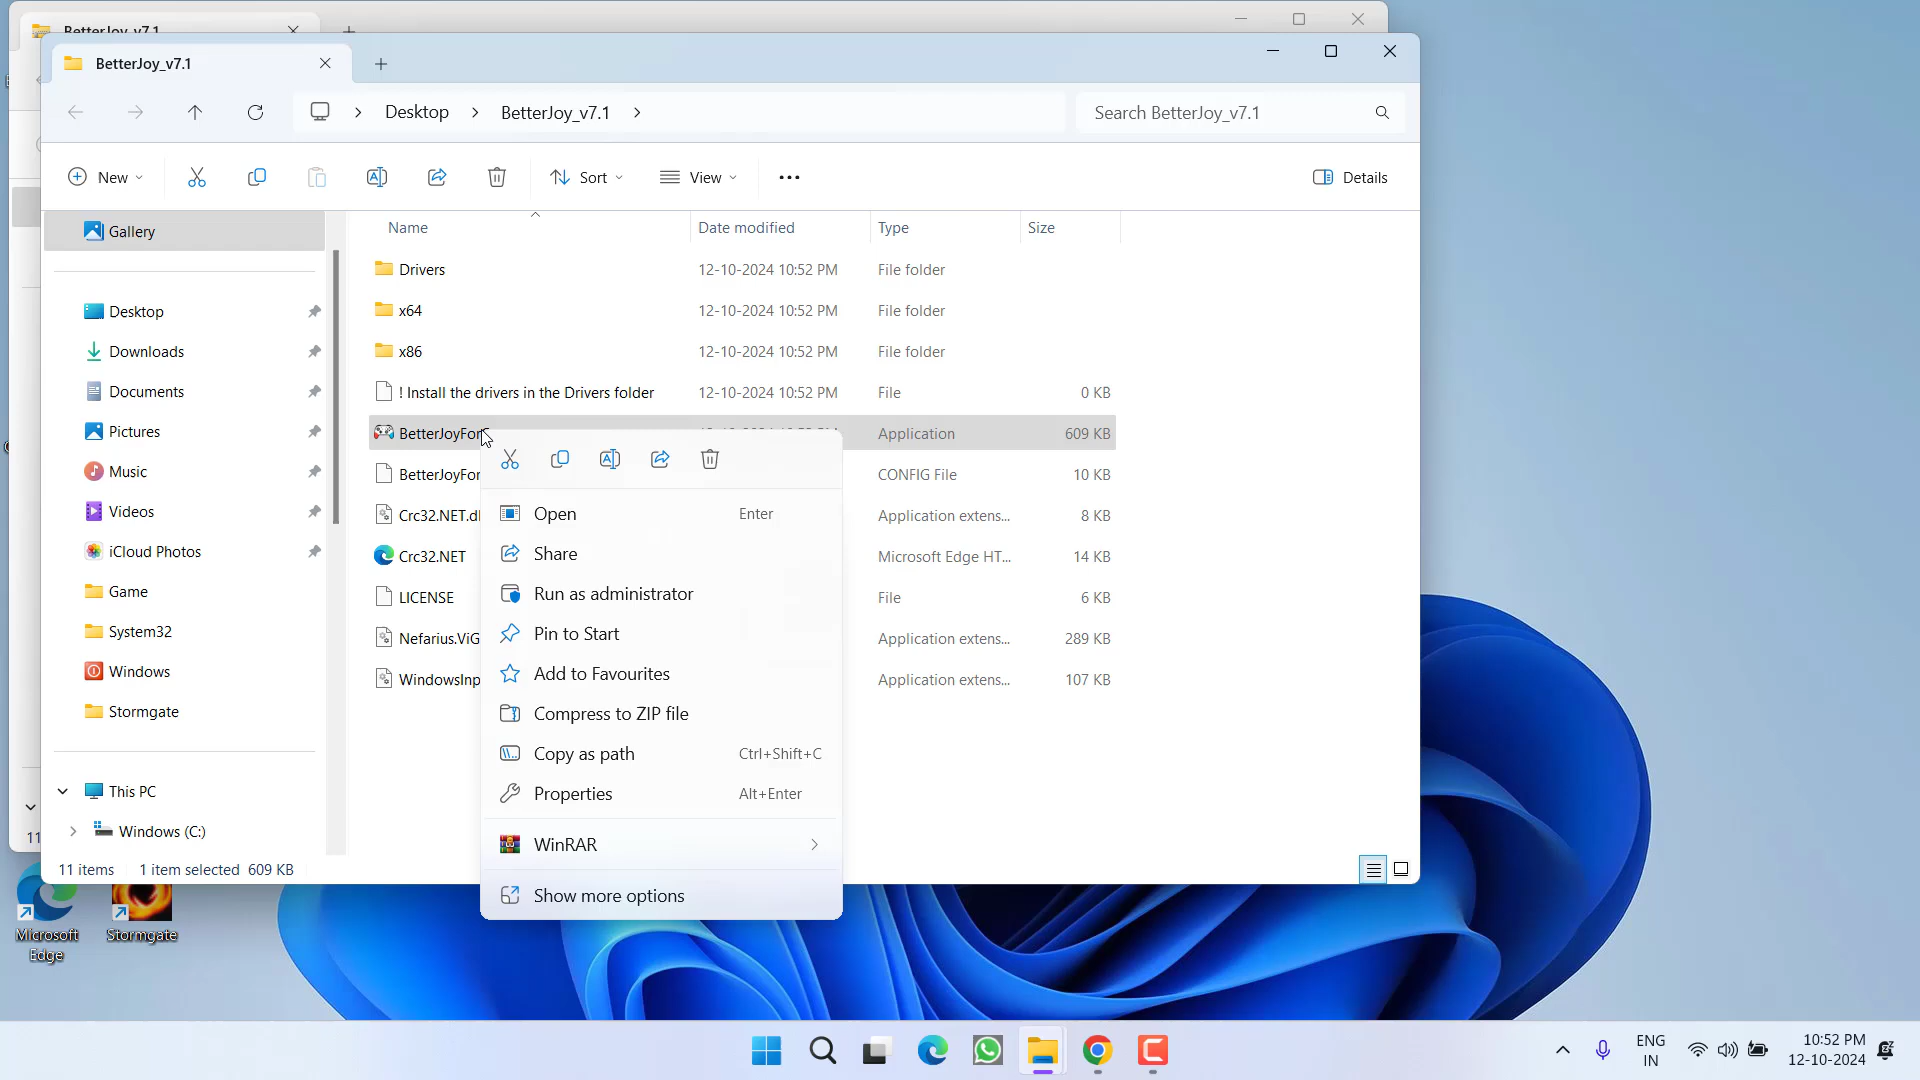 BetterJoy_v7.1
BetterJoy_v7.1
Desktop
BetterJoy_v7.1
Search BetterJoy_v7.1
New
Sort
View
Details
Name
Date modified
Type
Size
Gallery
Desktop
Downloads
Documents
Pictures
Music
Videos
iCloud Photos
Game
System32
Windows
Stormgate
This PC
Windows (C:)
Drivers 12-10-2024 10:52 PM File folder
x64 12-10-2024 10:52 PM File folder
x86 12-10-2024 10:52 PM File folder
! Install the drivers in the Drivers folder 12-10-2024 10:52 PM File 0 KB
BetterJoyFor Application 609 KB
BetterJoyFor CONFIG File 10 KB
Crc32.NET.dl Application extens... 8 KB
Crc32.NET Microsoft Edge HT... 14 KB
LICENSE File 6 KB
Nefarius.ViG Application extens... 289 KB
WindowsInp Application extens... 107 KB
Open Enter
Share
Run as administrator
Pin to Start
Add to Favourites
Compress to ZIP file
Copy as path Ctrl+Shift+C
Properties Alt+Enter
WinRAR
Show more options
11
11 items 1 item selected 609 KB
Microsoft
Edge
Stormgate
ENG
IN
10:52 PM
12-10-2024